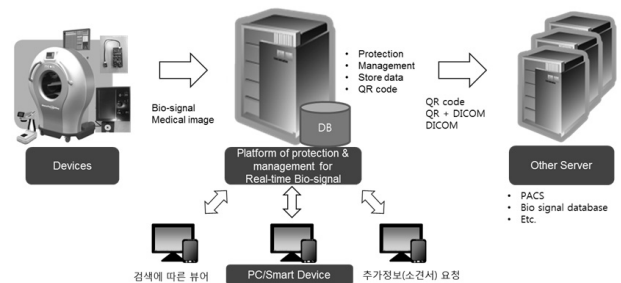 Bio-signal
Medical image
Devices
• Protection
• Management
• Store data
• QR code
DB
Platform of protection &
management for
Real-time Bio-signal
QR code
QR + DICOM
DICOM
Other Server
• PACS
• Bio signal database
• Etc.
검색에 따른 뷰어
PC/Smart Device
추가정보(소견서) 요청